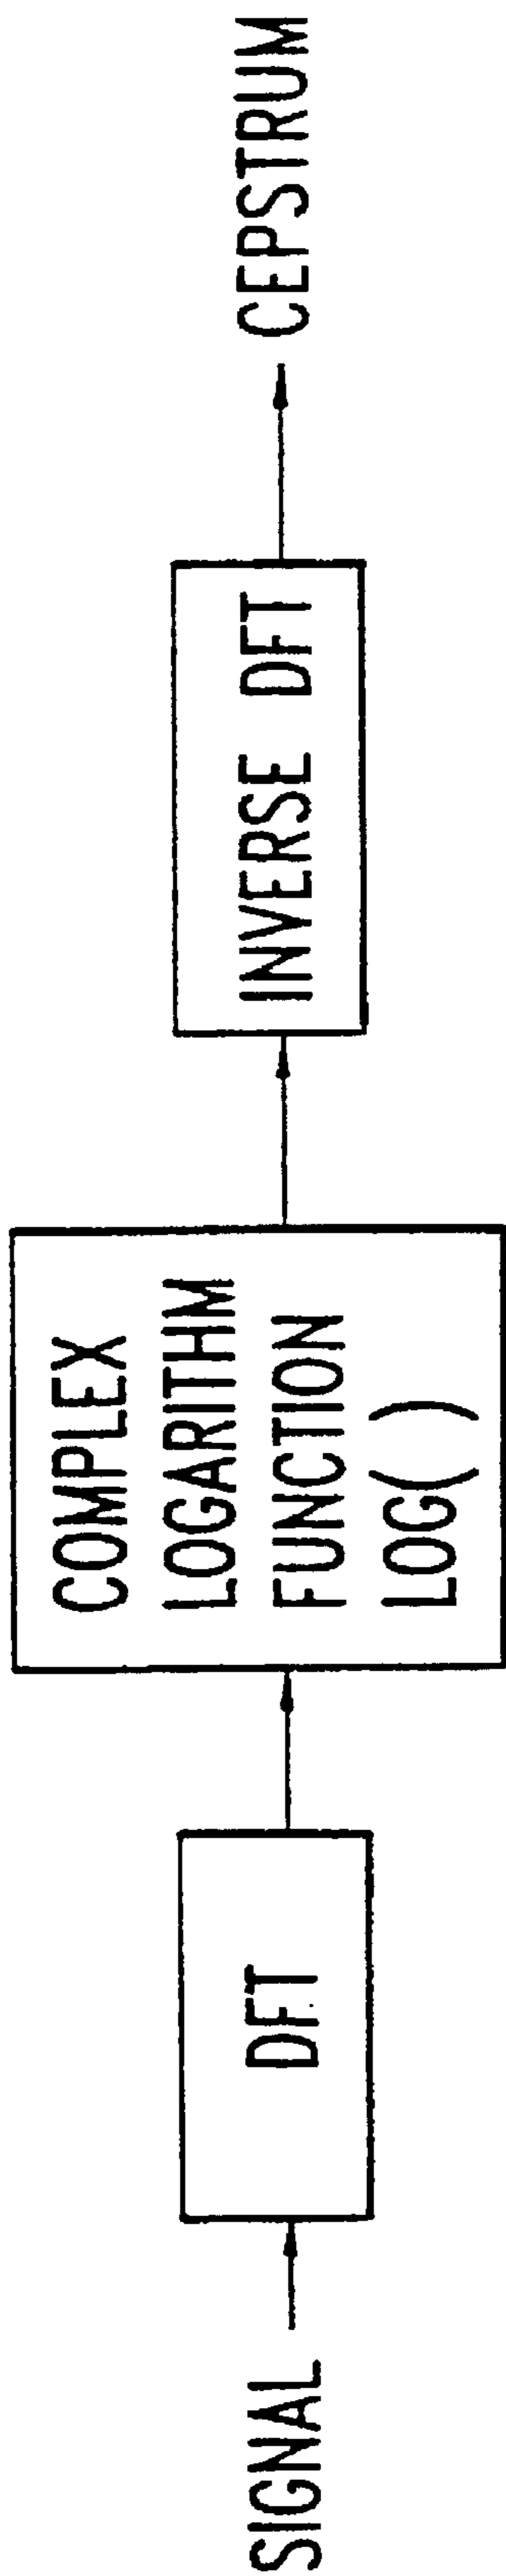 SIGNAL
DFT
COMPLEX
LOGARITHM
FUNCTION
LOG( )
INVERSE DFT
CEPSTRUM